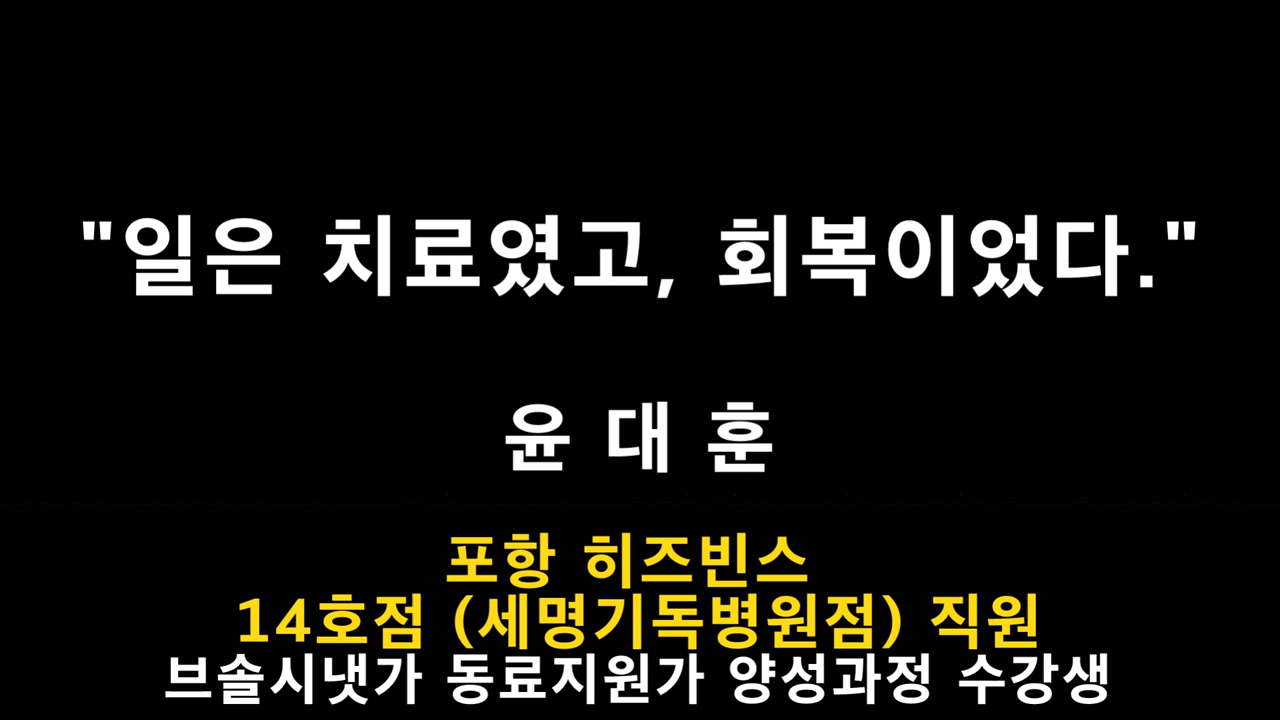 "일은 치료였고, 회복이었다."
윤 대 훈
포항 히즈빈스
14호점 (세명기독병원점) 직원
브솔시냇가 동료지원가 양성과정 수강생